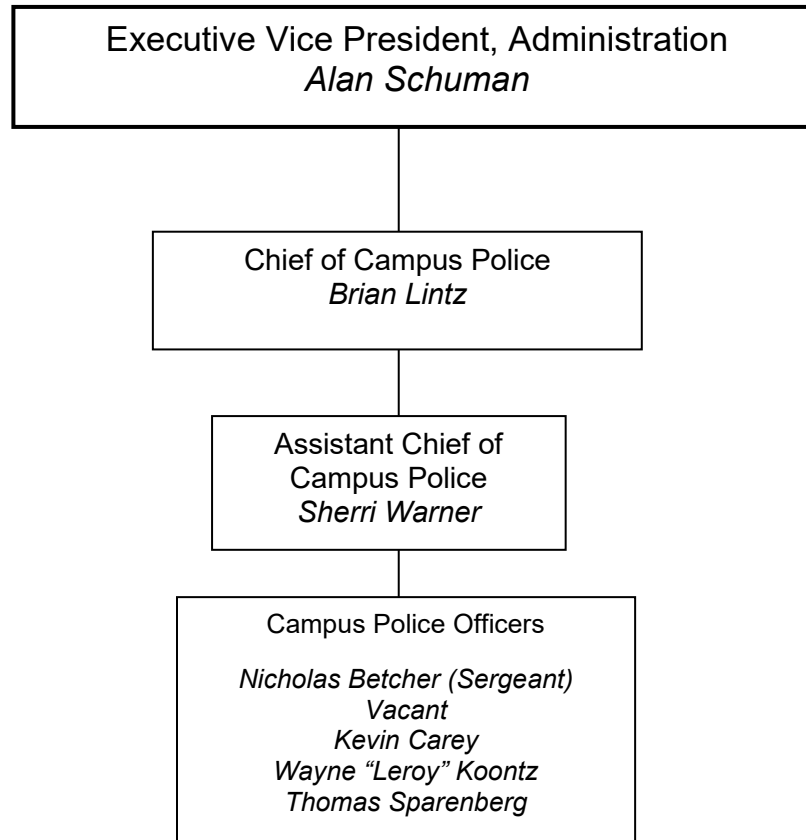 Executive Vice President, Administration
Alan Schuman
Chief of Campus Police
Brian Lintz
Assistant Chief of
Campus Police
Sherri Warner
Campus Police Officers
Nicholas Betcher (Sergeant)
Vacant
Kevin Carey
Wayne “Leroy” Koontz
Thomas Sparenberg